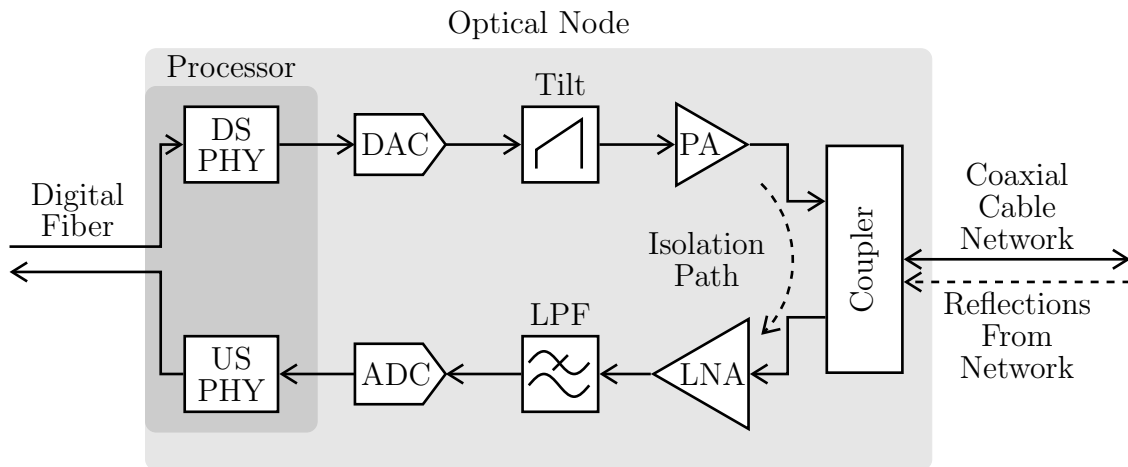 Optical Node
Processor
DS
PHY
DAC
Tilt
PA
Digital
Fiber
Isolation
Path
Coupler
Coaxial
Cable
Network
Reflections
From
Network
US
PHY
ADC
LPF
LNA